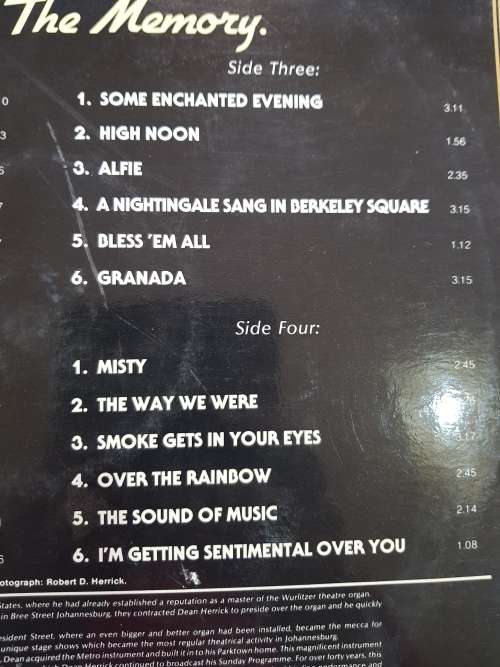 The Memory.
Side Three:
1. SOME ENCHANTED EVENING 3.11
2. HIGH NOON 1.56
3. ALFIE 2.35
4. A NIGHTINGALE SANG IN BERKELEY SQUARE 3.15
5. BLESS 'EM ALL 1.12
6. GRANADA 3.15
Side Four:
1. MISTY 2:45
2. THE WAY WE WERE
3. SMOKE GETS IN YOUR EYES 3.17
4. OVER THE RAINBOW 2.45
5. THE SOUND OF MUSIC 2.14
6. I'M GETTING SENTIMENTAL OVER YOU 1.08
otograph: Robert D. Herrick.
States, where he had already established a reputation as a master of the Wurlitzer theatre organ.
in Bree Street Johannesburg, they contracted Dean Herrick to preside over the organ and he quickly
esident Street, where an even bigger and better organ had been installed, became the mecca for
unique stage shows which became the most regular theatrical activity in Johannesburg.
Dean acquired the Metro instrument and built it in to his Parktown home. This magnificent instrument
Dean Herrick continued to broadcast his Sunday Programme. For over forty years, this